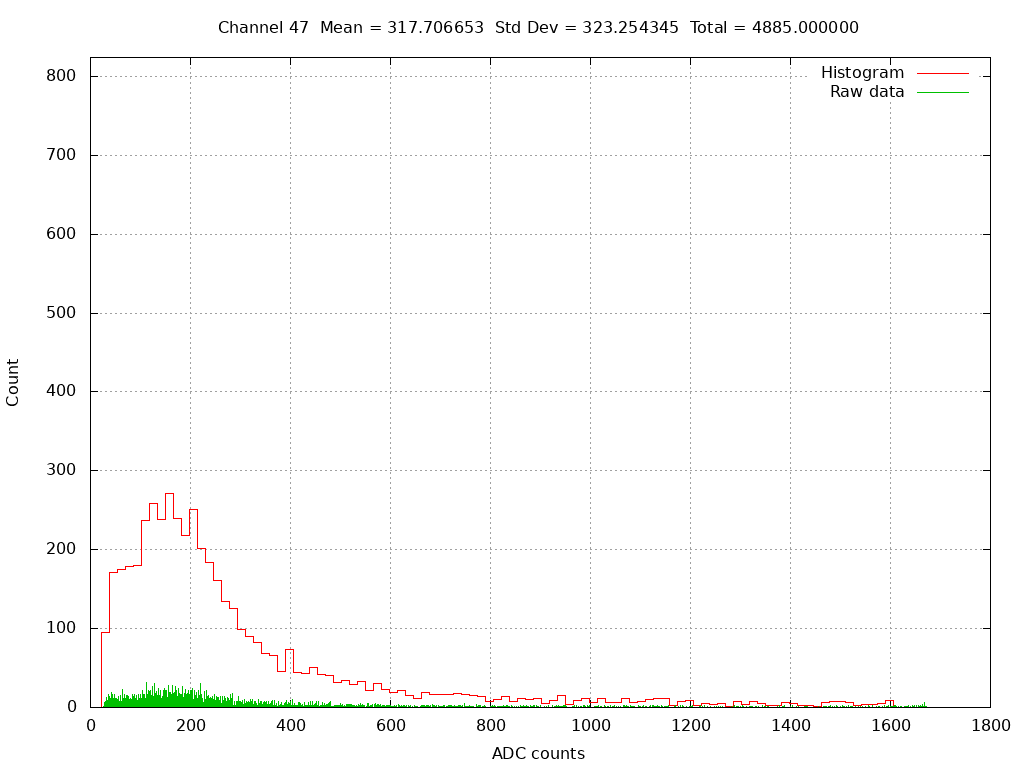 Channel 47  Mean = 317.706653  Std Dev = 323.254345  Total = 4885.000000
Histogram
Raw data
800
700
600
500
400
300
200
100
0
Count
0 200 400 600 800 1000 1200 1400 1600 1800
ADC counts